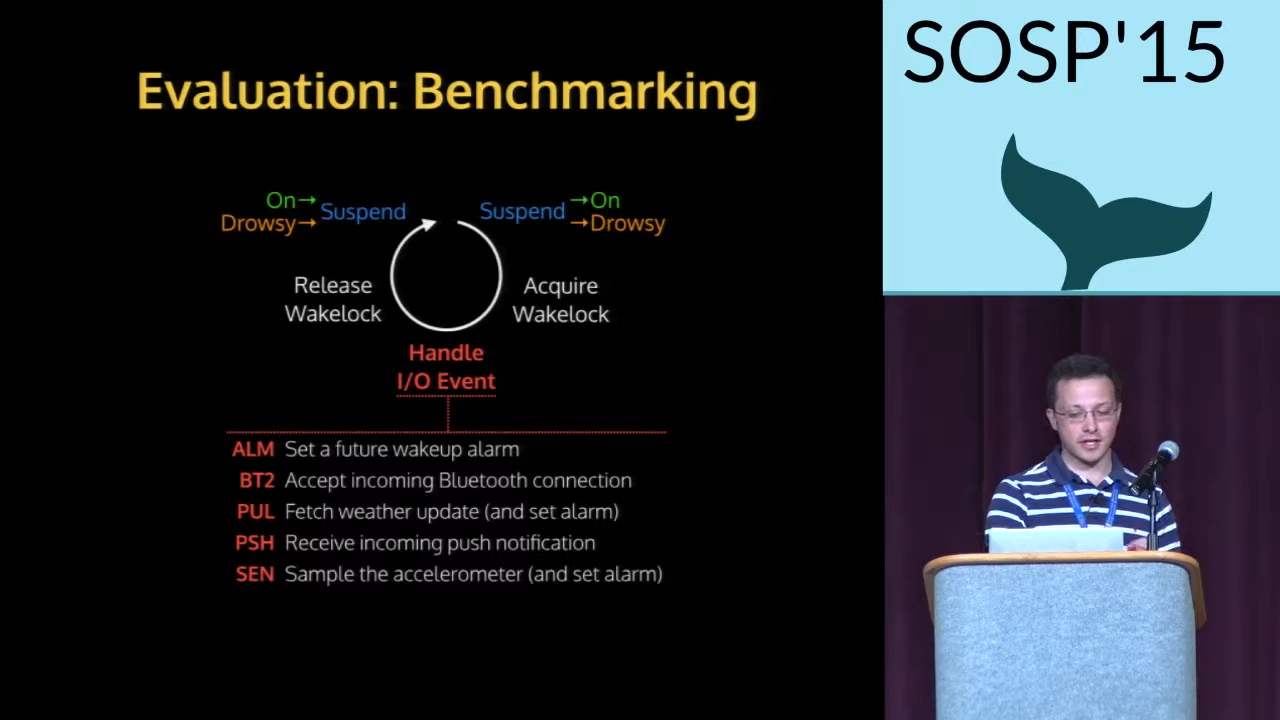 Evaluation: Benchmarking
On→
Drowsy→
Suspend
Suspend
→On
→Drowsy
Release
Wakelock
Acquire
Wakelock
Handle
I/O Event
ALM Set a future wakeup alarm
BT2 Accept incoming Bluetooth connection
PUL Fetch weather update (and set alarm)
PSH Receive incoming push notification
SEN Sample the accelerometer (and set alarm)
SOSP'15